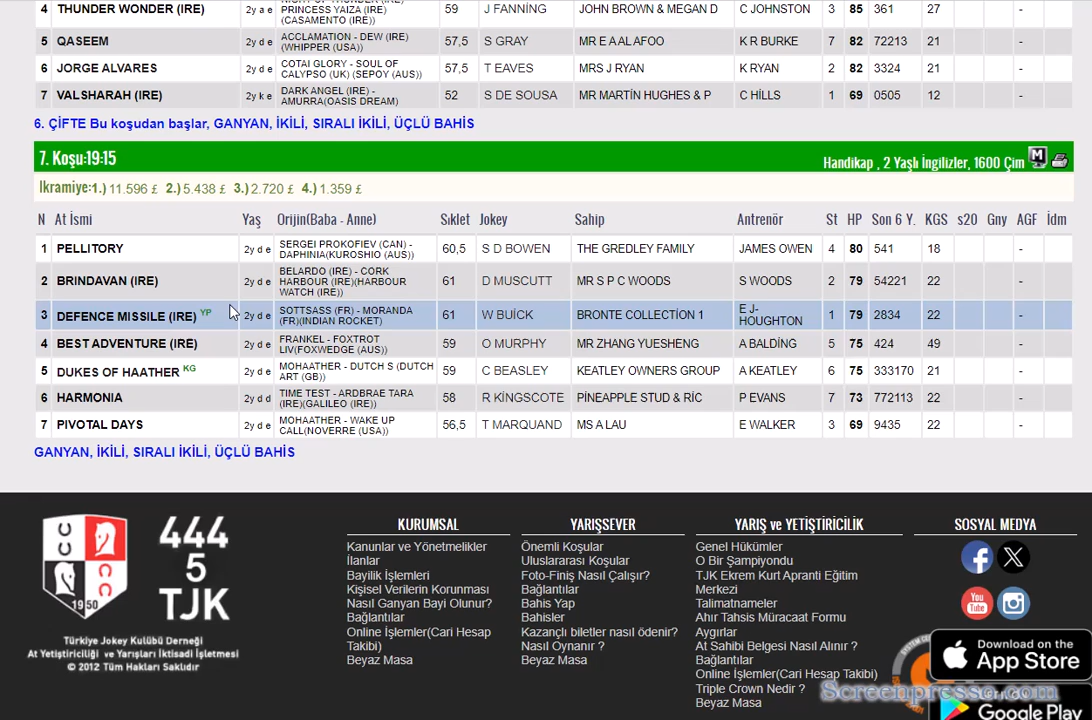 NIGHT OF THUNDER (IRE) -
4 THUNDER WONDER (IRE) 2y a e PRINCESS YAIZA (IRE) 59 J FANNİNG JOHN BROWN & MEGAN D C JOHNSTON 3 85 361 27 -
(CASAMENTO (IRE))
5 QASEEM 2y d e ACCLAMATION - DEW (IRE) 57,5 S GRAY MR E A AL AFOO K R BURKE 7 82 72213 21 -
(WHIPPER (USA))
6 JORGE ALVARES 2y d e COTAI GLORY - SOUL OF 57,5 T EAVES MRS J RYAN K RYAN 2 82 3324 21 -
CALYPSO (UK) (SEPOY (AUS))
7 VALSHARAH (IRE) 2y k e DARK ANGEL (IRE) - 52 S DE SOUSA MR MARTİN HUGHES & P C HİLLS 1 69 0505 12 -
AMURRA(OASIS DREAM)
6. ÇİFTE Bu koşudan başlar, GANYAN, İKİLİ, SIRALI İKİLİ, ÜÇLÜ BAHİS
7. Koşu:19:15
Handikap , 2 Yaşlı İngilizler, 1600 Çim M
Ikramiye:1.) 11.596 £ 2.) 5.438 £ 3.) 2.720 £ 4.) 1.359 £
N At İsmi Yaş Orijin(Baba - Anne) Sıklet Jokey Sahip Antrenör St HP Son 6 Y. KGS s20 Gny AGF İdm
1 PELLITORY 2y d e SERGEI PROKOFIEV (CAN) - 60,5 S D BOWEN THE GREDLEY FAMILY JAMES OWEN 4 80 541 18 -
DAPHINIA(KUROSHIO (AUS))
2 BRINDAVAN (IRE) 2y d e BELARDO (IRE) - CORK 61 D MUSCUTT MR S P C WOODS S WOODS 2 79 54221 22 -
HARBOUR (IRE)(HARBOUR
WATCH (IRE))
3 DEFENCE MISSILE (IRE) YP 2y d e SOTTSASS (FR) - MORANDA 61 W BUİCK BRONTE COLLECTİON 1 E J- 1 79 2834 22 -
(FR)(INDIAN ROCKET) HOUGHTON
4 BEST ADVENTURE (IRE) 2y d e FRANKEL - FOXTROT 59 O MURPHY MR ZHANG YUESHENG A BALDİNG 5 75 424 49 -
LIV(FOXWEDGE (AUS))
5 DUKES OF HAATHER KG 2y d e MOHAATHER - DUTCH S (DUTCH 59 C BEASLEY KEATLEY OWNERS GROUP A KEATLEY 6 75 333170 21 -
ART (GB))
6 HARMONIA 2y d d TIME TEST - ARDBRAE TARA 58 R KİNGSCOTE PİNEAPPLE STUD & RİC P EVANS 7 73 772113 22 -
(IRE)(GALILEO (IRE))
7 PIVOTAL DAYS 2y d e MOHAATHER - WAKE UP 56,5 T MARQUAND MS A LAU E WALKER 3 69 9435 22 -
CALL(NOVERRE (USA))
GANYAN, İKİLİ, SIRALI İKİLİ, ÜÇLÜ BAHİS
1950
444
5
TJK
Türkiye Jokey Kulübü Derneği
At Yetiştiriciliği ve Yarışları İktisadi İşletmesi
© 2012 Tüm Hakları Saklıdır
KURUMSAL
Kanunlar ve Yönetmelikler
İlanlar
Bayilik İşlemleri
Kişisel Verilerin Korunması
Nasıl Ganyan Bayi Olunur?
Bağlantılar
Online İşlemler(Cari Hesap
Takibi)
Beyaz Masa
YARIŞSEVER
Önemli Koşular
Uluslararası Koşular
Foto-Finiş Nasıl Çalışır?
Bağlantılar
Bahis Yap
Bahisler
Kazançlı biletler nasıl ödenir?
Nasıl Oynanır ?
Beyaz Masa
YARIŞ ve YETİŞTİRİCİLİK
Genel Hükümler
O Bir Şampiyondu
TJK Ekrem Kurt Apranti Eğitim
Merkezi
Talimatnameler
Ahır Tahsis Müracaat Formu
Aygırlar
At Sahibi Belgesi Nasıl Alınır ?
Bağlantılar
Online İşlemler(Cari Hesap Takibi)
Triple Crown Nedir ?
Beyaz Masa
SOSYAL MEDYA
You
Tube
Download on the
App Store
Google Play
Screenpresso.com